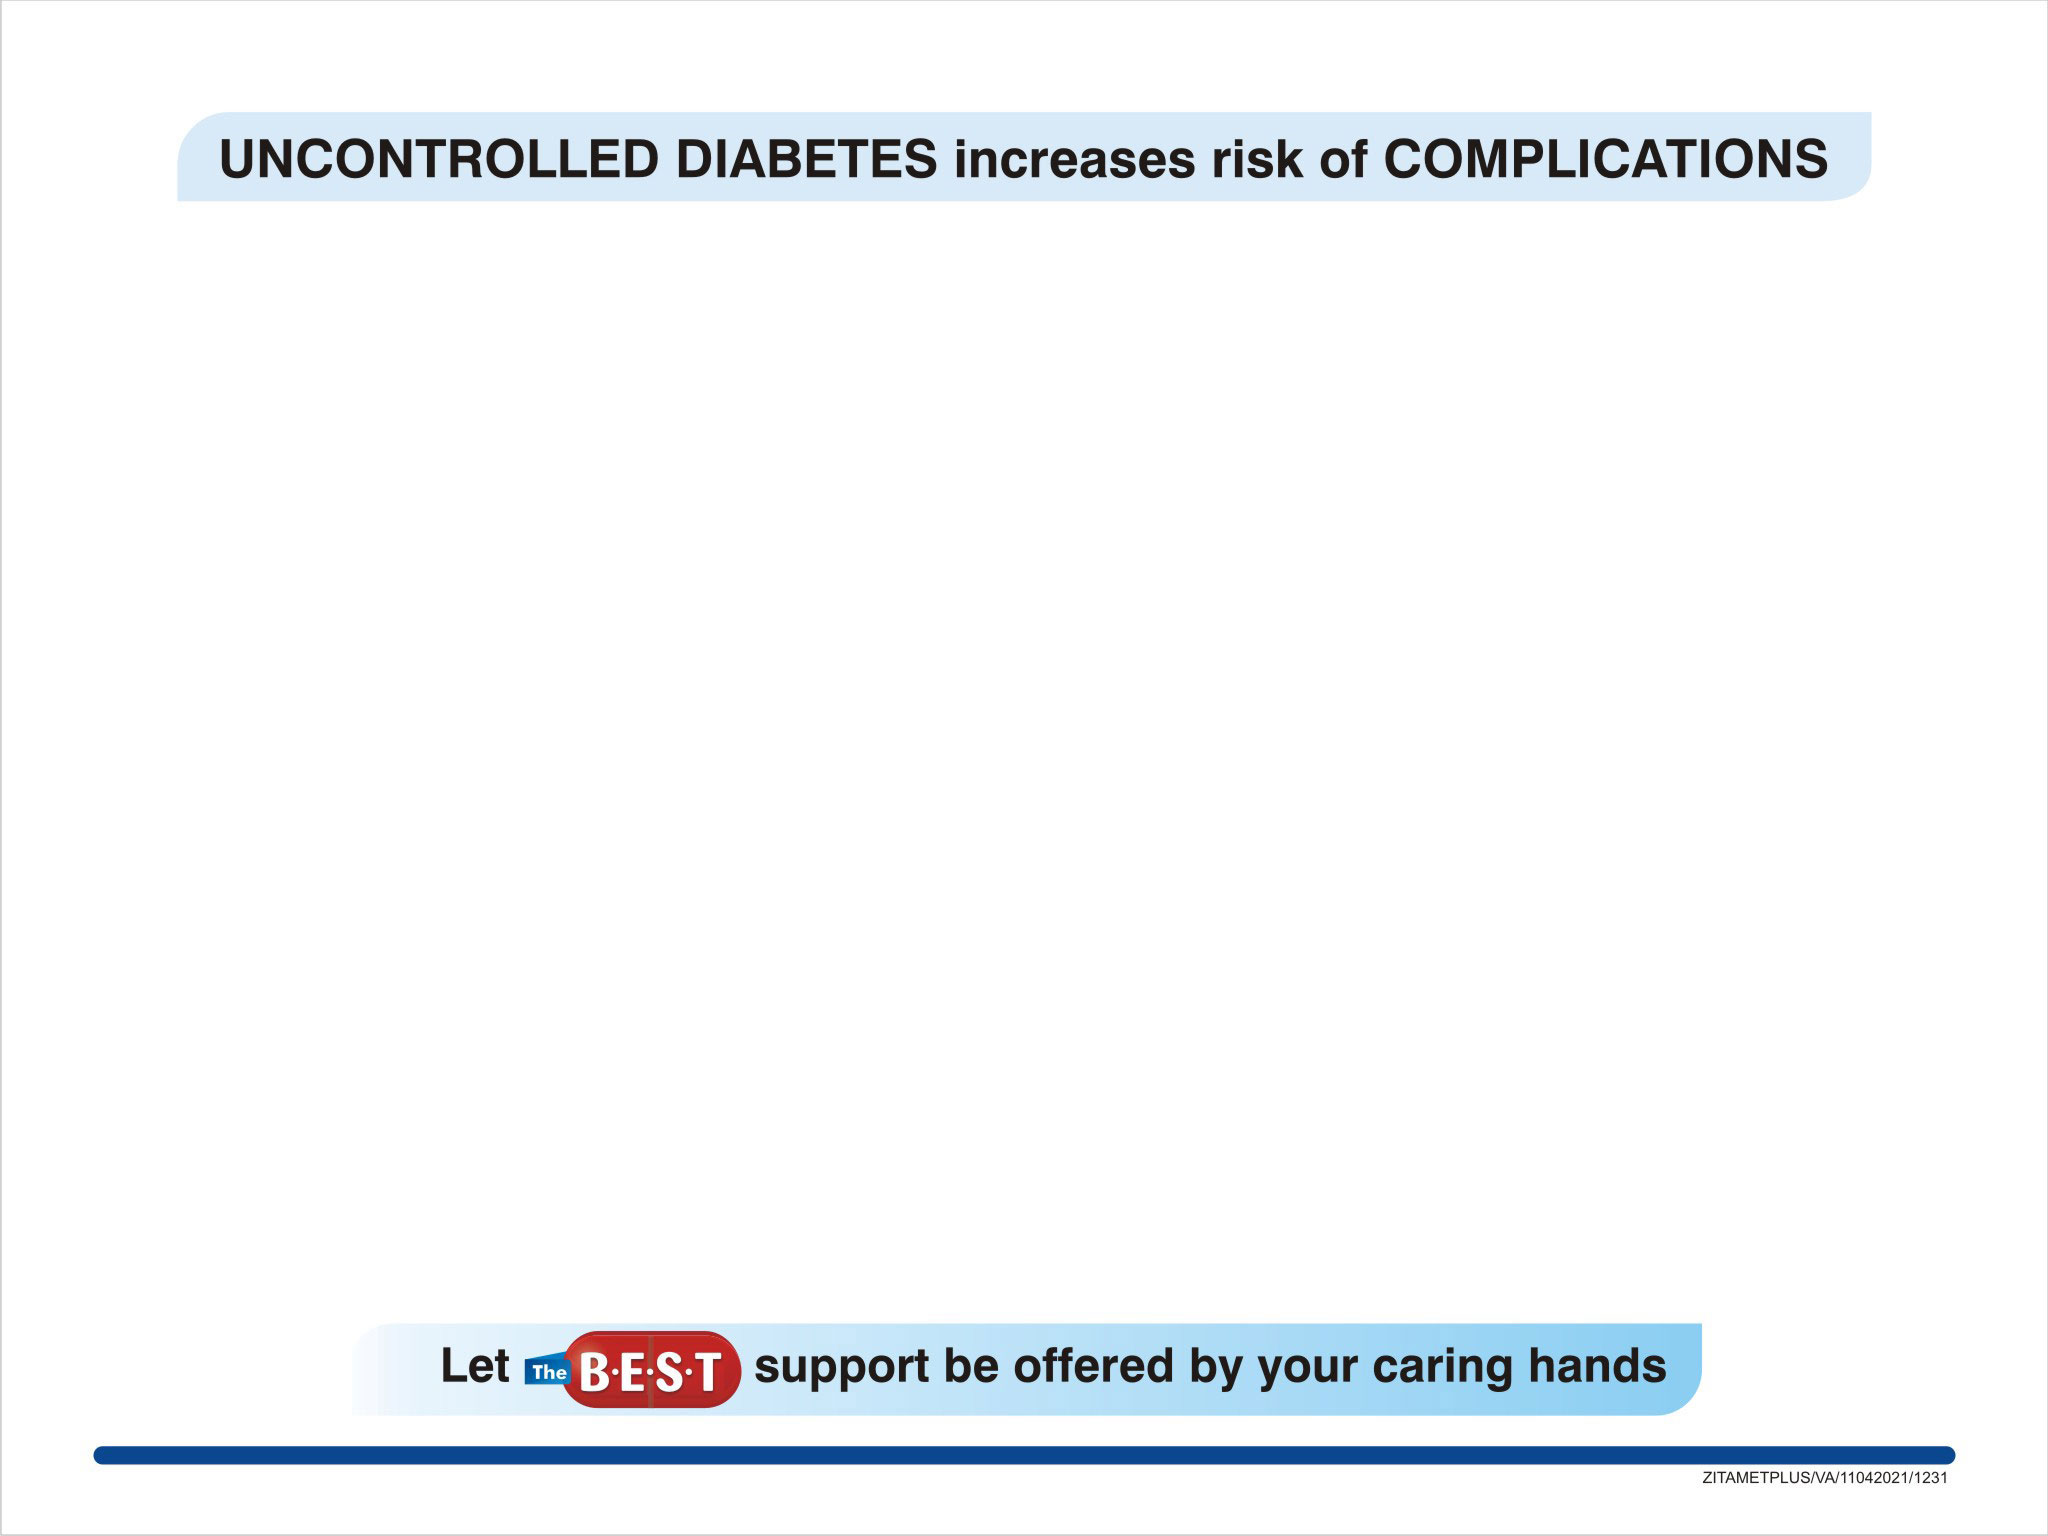 UNCONTROLLED DIABETES increases risk of COMPLICATIONS
Let The B·E·S·T support be offered by your caring hands
ZITAMETPLUS/VA/11042021/1231